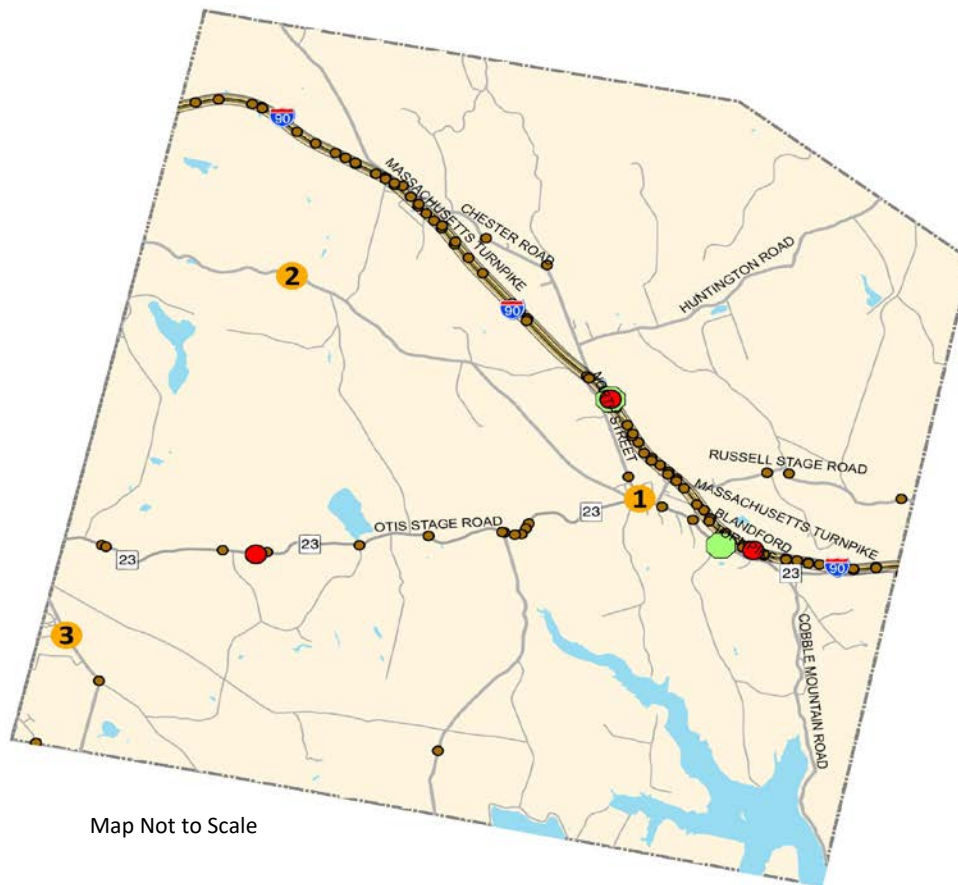 90
MASSACHUSETTS TURNPIKE
CHESTER ROAD
HUNTINGTON ROAD
2
90
STREET
RUSSELL STAGE ROAD
MASSACHUSETTS TURNPIKE
1
23
BLANDFORD
OTIS STAGE ROAD
23
23
90
23
3
COBBLE MOUNTAIN ROAD
Map Not to Scale